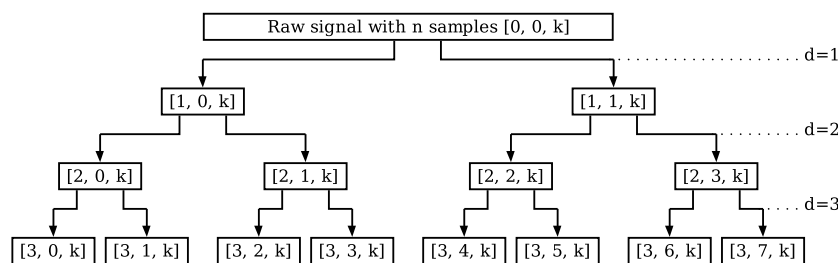 Raw signal with n samples [0, 0, k]
d=1
[1, 0, k] [1, 1, k]
d=2
[2, 0, k] [2, 1, k] [2, 2, k] [2, 3, k]
d=3
[3, 0, k] [3, 1, k] [3, 2, k] [3, 3, k] [3, 4, k] [3, 5, k] [3, 6, k] [3, 7, k]